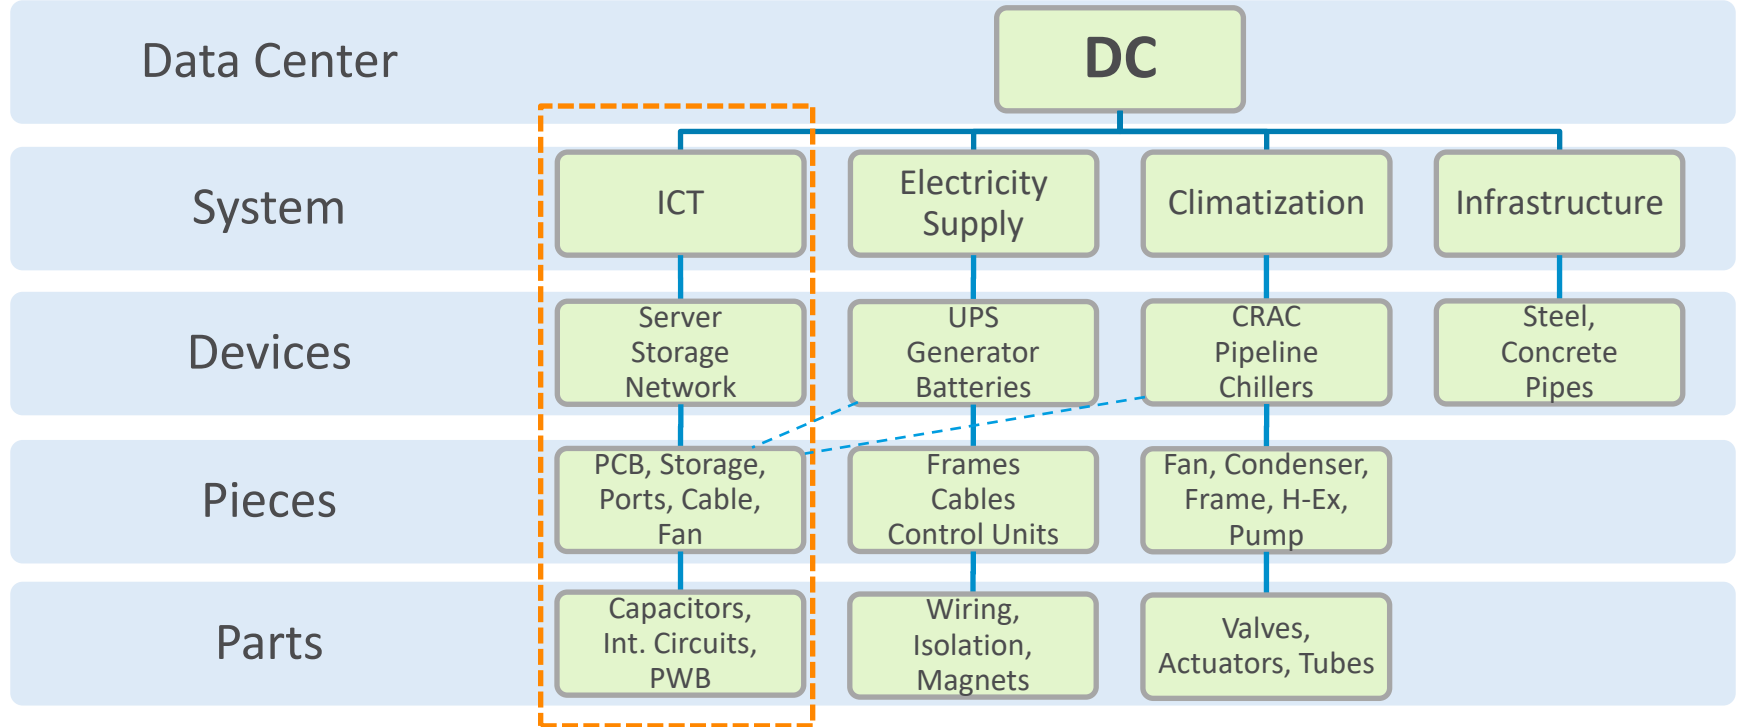 Data Center
DC
System
ICT
Electricity
Supply
Climatization
Infrastructure
Devices
Server
Storage
Network
UPS
Generator
Batteries
CRAC
Pipeline
Chillers
Steel,
Concrete
Pipes
Pieces
PCB, Storage,
Ports, Cable,
Fan
Frames
Cables
Control Units
Fan, Condenser,
Frame, H-Ex,
Pump
Parts
Capacitors,
Int. Circuits,
PWB
Wiring,
Isolation,
Magnets
Valves,
Actuators, Tubes